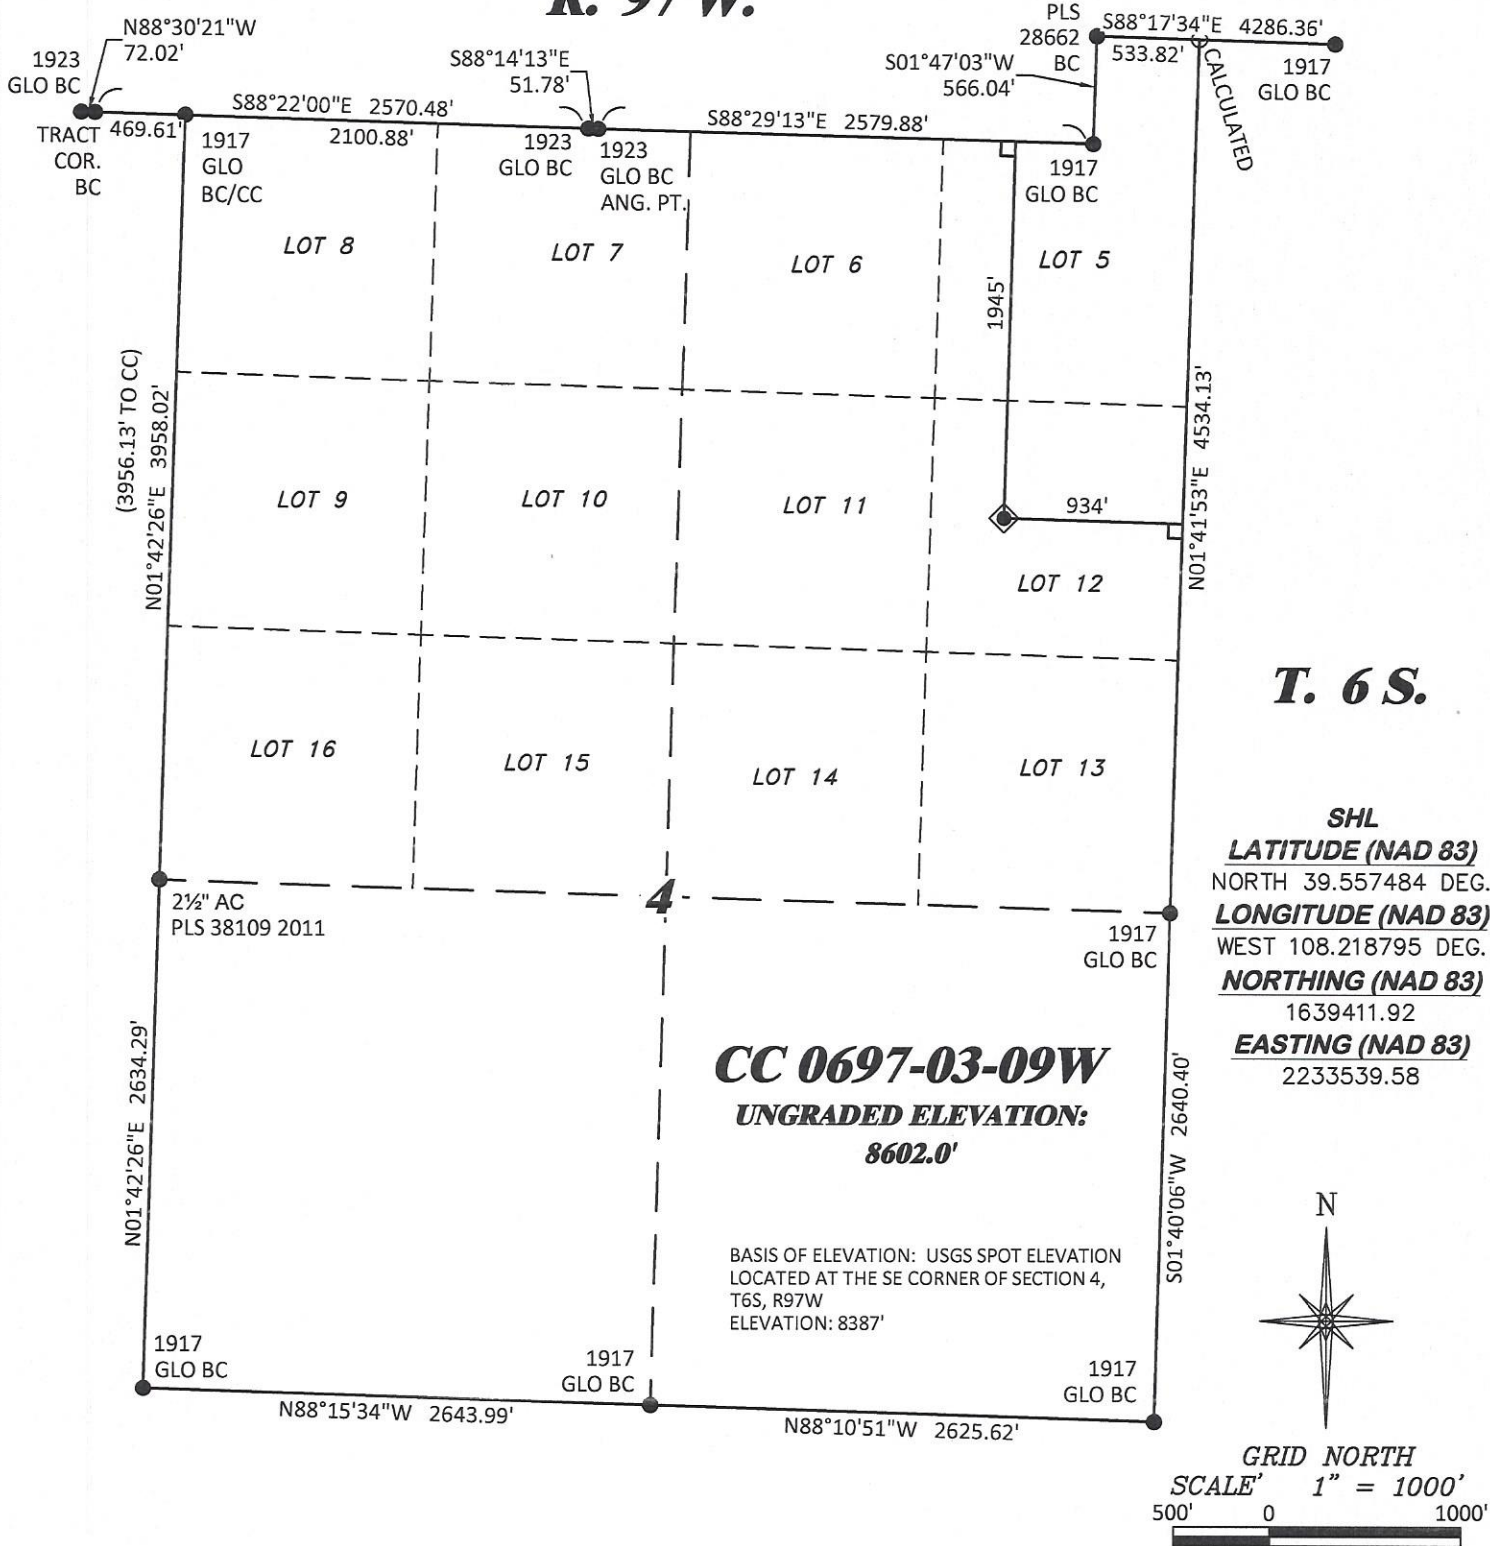 R. 97 W.
N88°30'21"W
72.02'
1923
GLO BC
TRACT
COR.
BC
469.61'
S88°22'00"E 2570.48'
2100.88'
1917
GLO
BC/CC
S88°14'13"E
51.78'
1923
GLO BC
1923
GLO BC
ANG. PT.
S88°29'13"E 2579.88'
S01°47'03"W
566.04'
PLS
28662
BC
S88°17'34"E 4286.36'
533.82'
CALCULATED
1917
GLO BC
1917
GLO BC
LOT 8
LOT 7
LOT 6
LOT 5
1945'
(3956.13' TO CC)
N01°42'26"E 3958.02'
N01°41'53"E 4534.13'
LOT 9
LOT 10
LOT 11
934'
LOT 12
LOT 16
LOT 15
LOT 14
LOT 13
T. 6 S.
SHL
LATITUDE (NAD 83)
NORTH 39.557484 DEG.
LONGITUDE (NAD 83)
WEST 108.218795 DEG.
NORTHING (NAD 83)
1639411.92
EASTING (NAD 83)
2233539.58
4
2½" AC
PLS 38109 2011
1917
GLO BC
N01°42'26"E 2634.29'
CC 0697-03-09W
UNGRADED ELEVATION:
8602.0'
S01°40'06"W 2640.40'
BASIS OF ELEVATION: USGS SPOT ELEVATION
LOCATED AT THE SE CORNER OF SECTION 4,
T6S, R97W
ELEVATION: 8387'
1917
GLO BC
1917
GLO BC
1917
GLO BC
N88°15'34"W 2643.99'
N88°10'51"W 2625.62'
N
GRID NORTH
SCALE' 1" = 1000'
500' 0 1000'